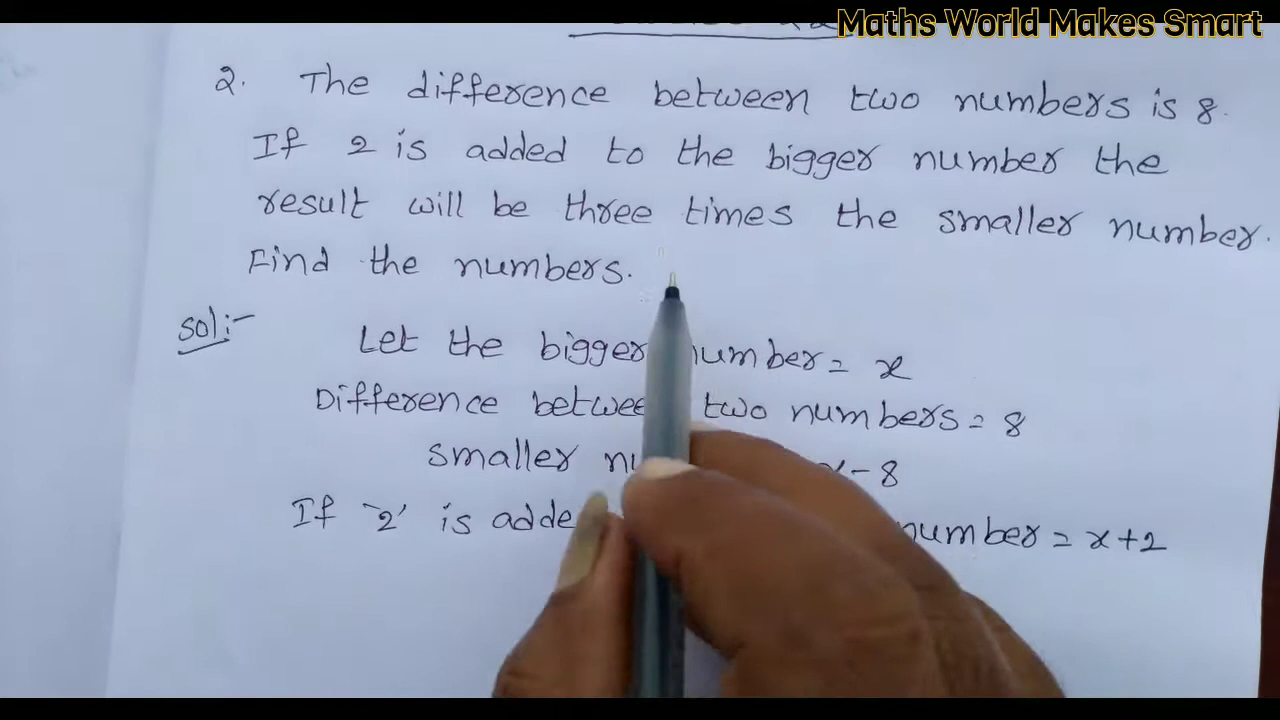 Maths World Makes Smart
2. The difference between two numbers is 8.
If 2 is added to the bigger number the
result will be three times the smaller number.
Find the numbers.
Sol:-
Let the bigger number = x
Difference between two numbers = 8
smaller - 8
If '2' is adde number = x+2